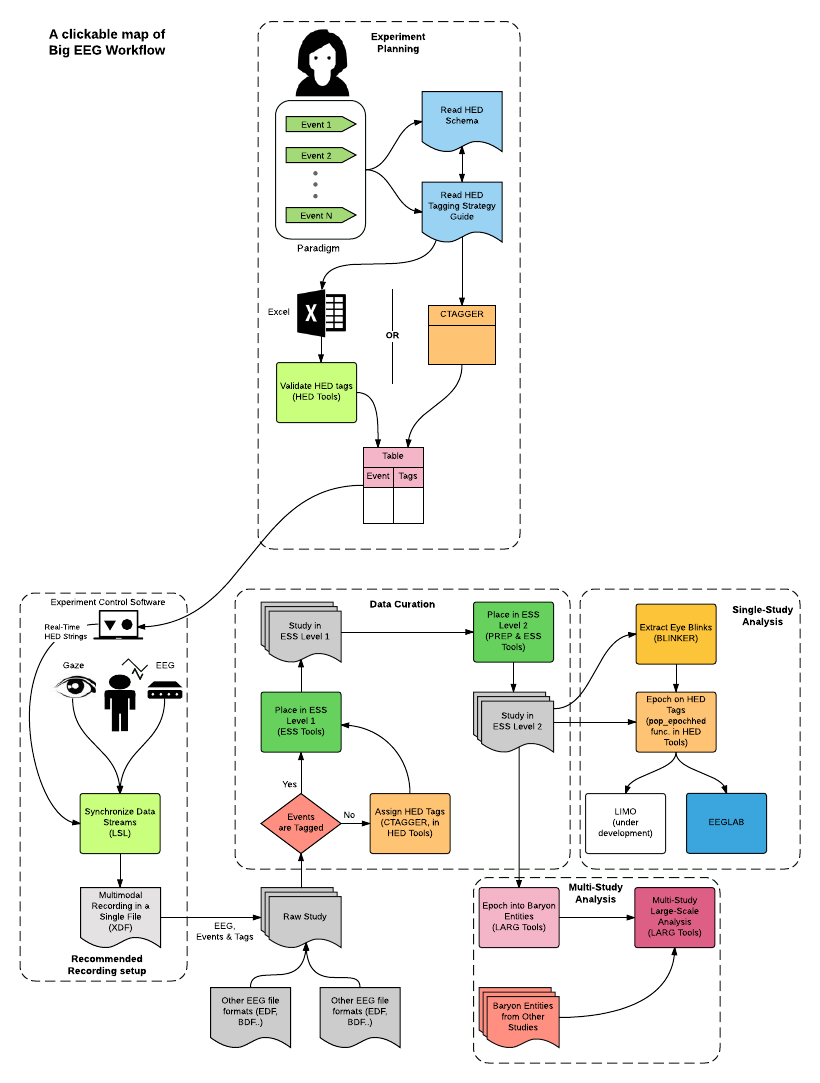 A clickable map of
Big EEG Workflow
Experiment
Planning
Event 1
Event 2
Event N
Paradigm
Read HED
Schema
Read HED
Tagging Strategy
Guide
Excel
X
OR
CTAGGER
Validate HED tags
(HED Tools)
Table
Event
Tags
Experiment Control Software
Real-Time
HED Strings
Gaze
EEG
Synchronize Data
Streams
(LSL)
Multimodal
Recording in a
Single File
(XDF)
Recommended
Recording setup
EEG,
Events & Tags
Data Curation
Study in
ESS Level 1
Place in ESS
Level 2
(PREP & ESS
Tools)
Place in ESS
Level 1
(ESS Tools)
Study in
ESS Level 2
Yes
Events
are Tagged
No
Assign HED Tags
(CTAGGER, in
HED Tools)
Raw Study
Other EEG file
formats (EDF,
BDF..)
Other EEG file
formats (EDF,
BDF..)
Single-Study
Analysis
Extract Eye Blinks
(BLINKER)
Epoch on HED
Tags
(pop_epochhed
func. in HED
Tools)
LIMO
(under
development)
EEGLAB
Multi-Study
Analysis
Epoch into Baryon
Entities
(LARG Tools)
Multi-Study
Large-Scale
Analysis
(LARG Tools)
Baryon Entities
from Other
Studies